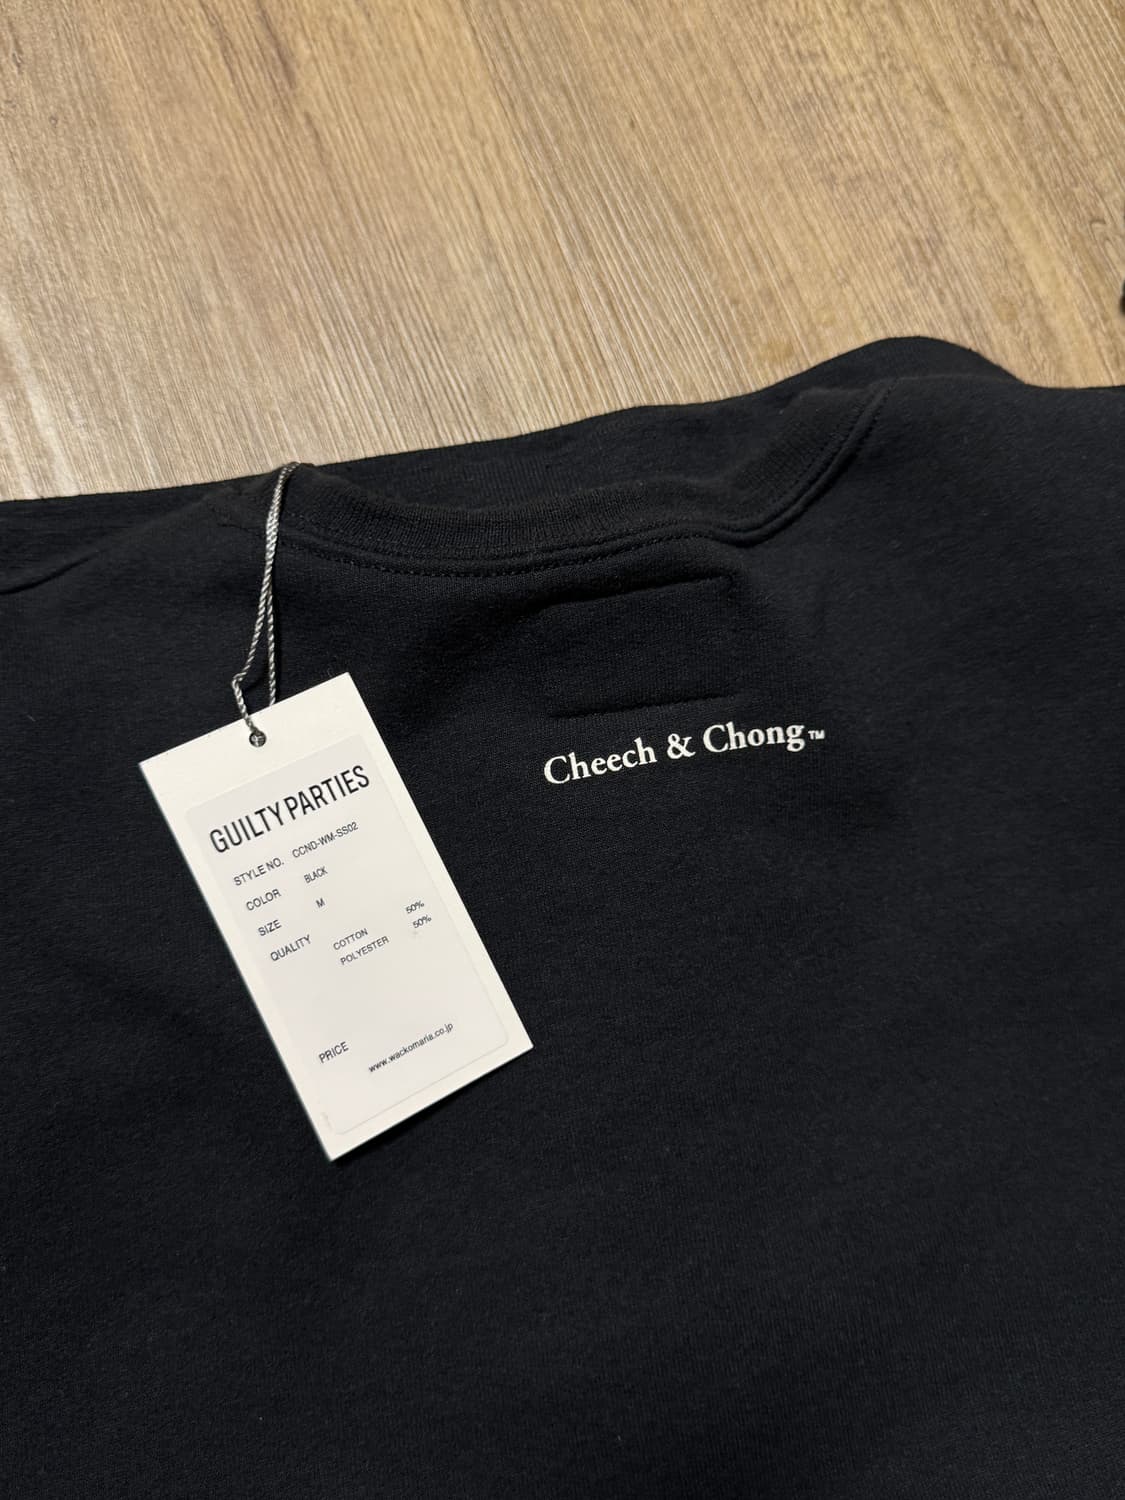 Cheech & Chong™
GUILTY PARTIES
STYLE NO. CCND-WM-SS02
COLOR BLACK
SIZE M
QUALITY COTTON 50%
POLYESTER 50%
PRICE
www.wackomaria.co.jp